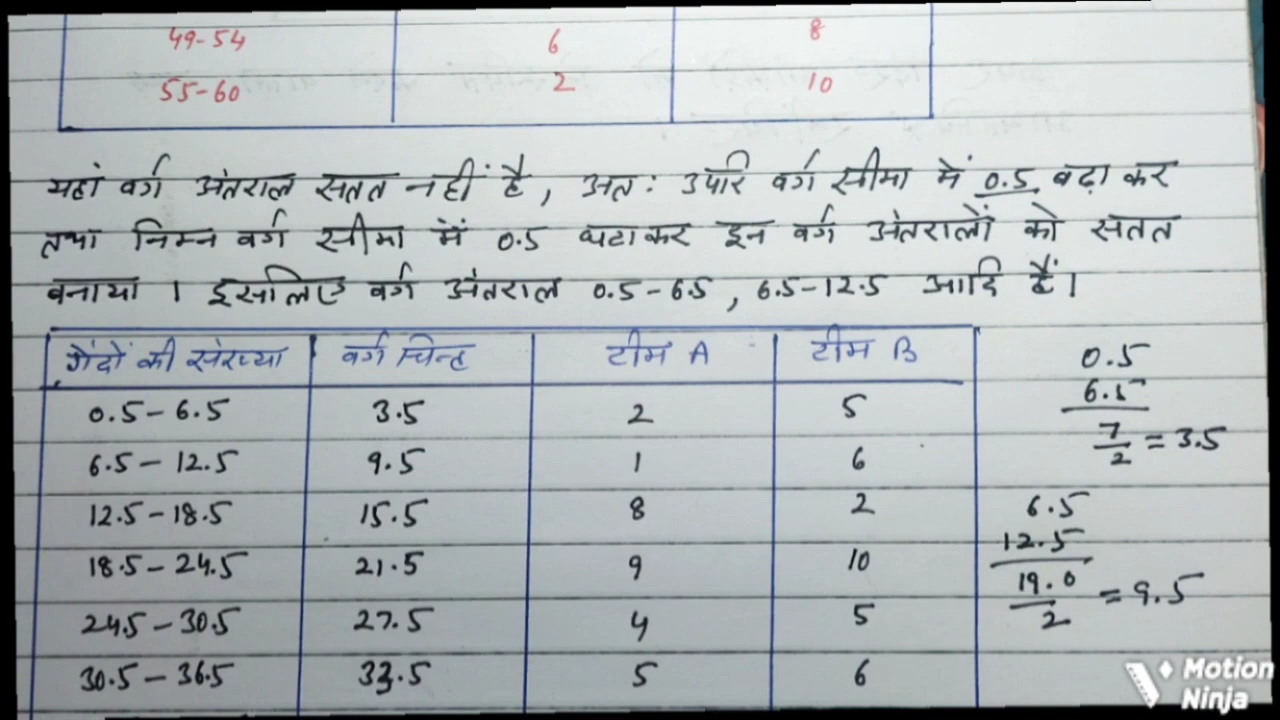 49-54 6 8
55-60 2 10
यहां वर्ग अंतराल सतत नहीं है, अत: उपरि वर्ग सीमा में 0.5 बढ़ा कर
तथा निम्न वर्ग सीमा में 0.5 घटाकर इन वर्ग अंतरालों को सतत
बनाया । इसलिए वर्ग अंतराल 0.5-6.5, 6.5-12.5 आदि हैं।
गेंदों की संख्या वर्ग चिन्ह टीम A टीम B
0.5-6.5 3.5 2 5
6.5-12.5 9.5 1 6
12.5-18.5 15.5 8 2
18.5-24.5 21.5 9 10
24.5-30.5 27.5 4 5
30.5-36.5 33.5 5 6
0.5
6.5
7/2 = 3.5
6.5
12.5
19.0/2 = 9.5
Motion
Ninja